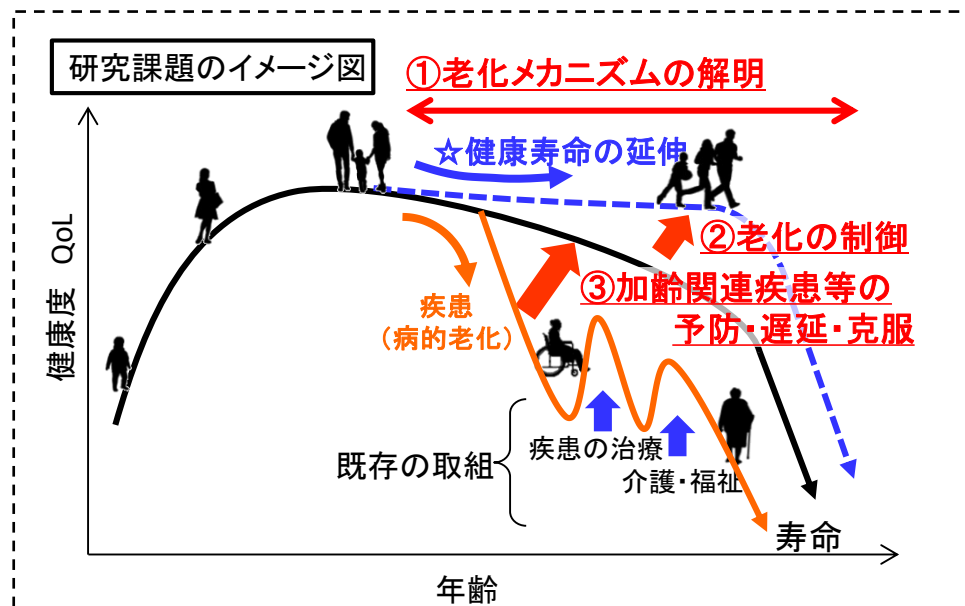 研究課題のイメージ図
①老化メカニズムの解明
☆健康寿命の延伸
②老化の制御
③加齢関連疾患等の
予防・遅延・克服
疾患
(病的老化)
健康度 QoL
既存の取組
疾患の治療
介護・福祉
寿命
年齢